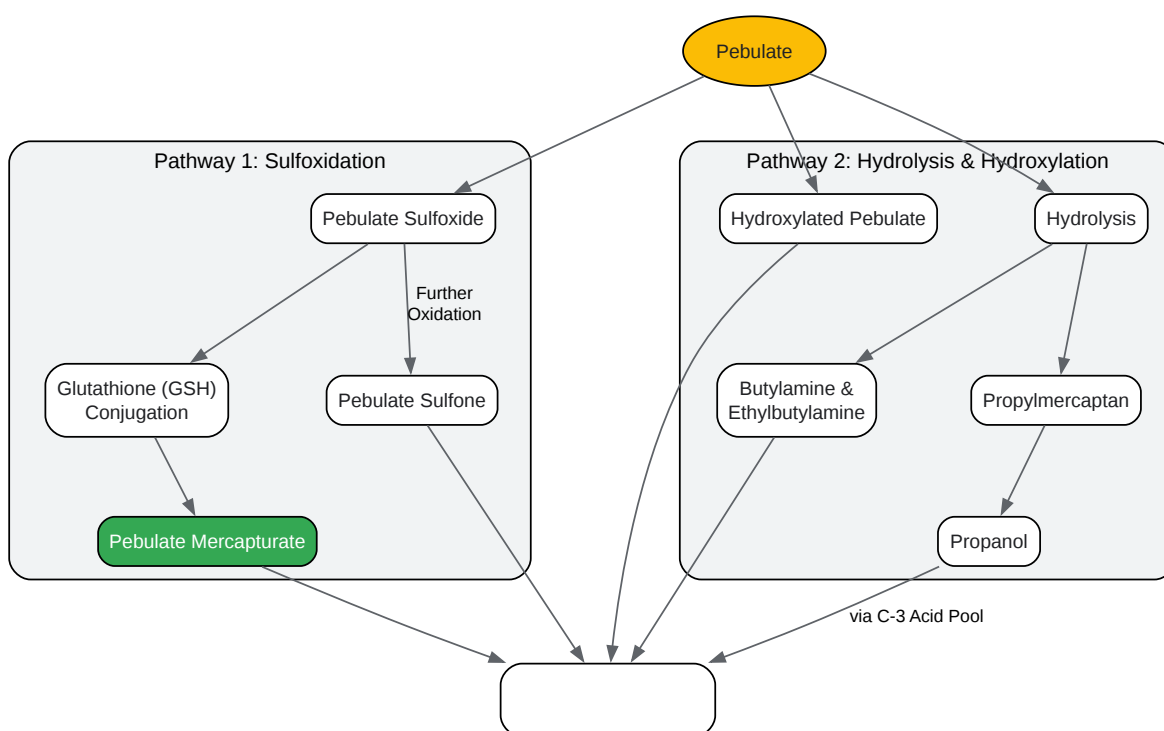 Pebulate
Pathway 1: Sulfoxidation
Pathway 2: Hydrolysis & Hydroxylation
Pebulate Sulfoxide
Hydroxylated Pebulate
Hydrolysis
Further
Oxidation
Glutathione (GSH)
Conjugation
Pebulate Sulfone
Butylamine &
Ethylbutylamine
Propylmercaptan
Pebulate Mercapturate
Propanol
via C-3 Acid Pool